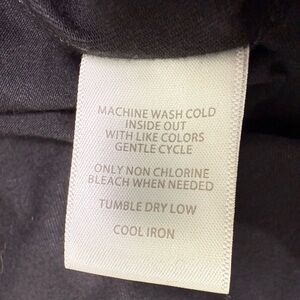 MACHINE WASH COLD
INSIDE OUT
WITH LIKE COLORS
GENTLE CYCLE
ONLY NON CHLORINE
BLEACH WHEN NEEDED
TUMBLE DRY LOW
COOL IRON